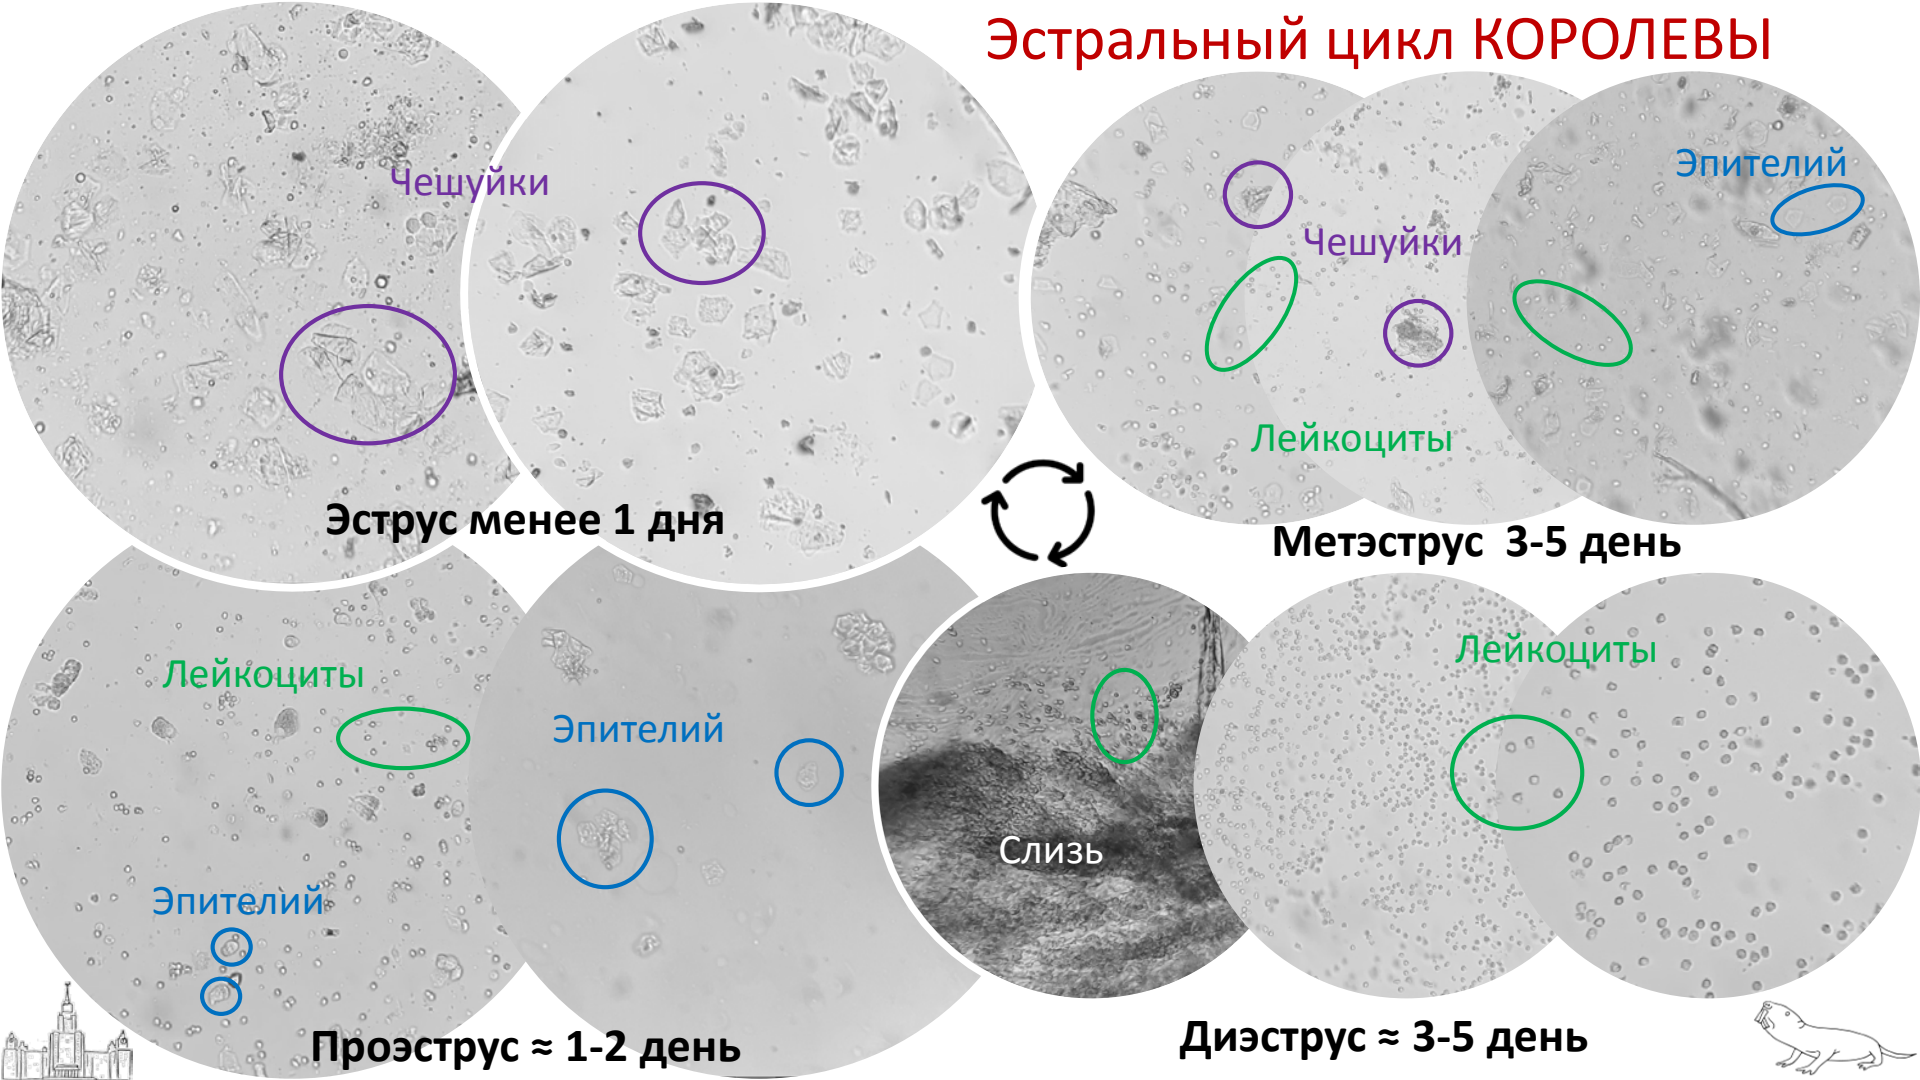 Эстральный цикл КОРОЛЕВЫ
Чешуйки
Эструс менее 1 дня
Эпителий
Чешуйки
Лейкоциты
Метэструс 3-5 день
Лейкоциты
Эпителий
Эпителий
Проэструс ≈ 1-2 день
Лейкоциты
Слизь
Диэструс ≈ 3-5 день